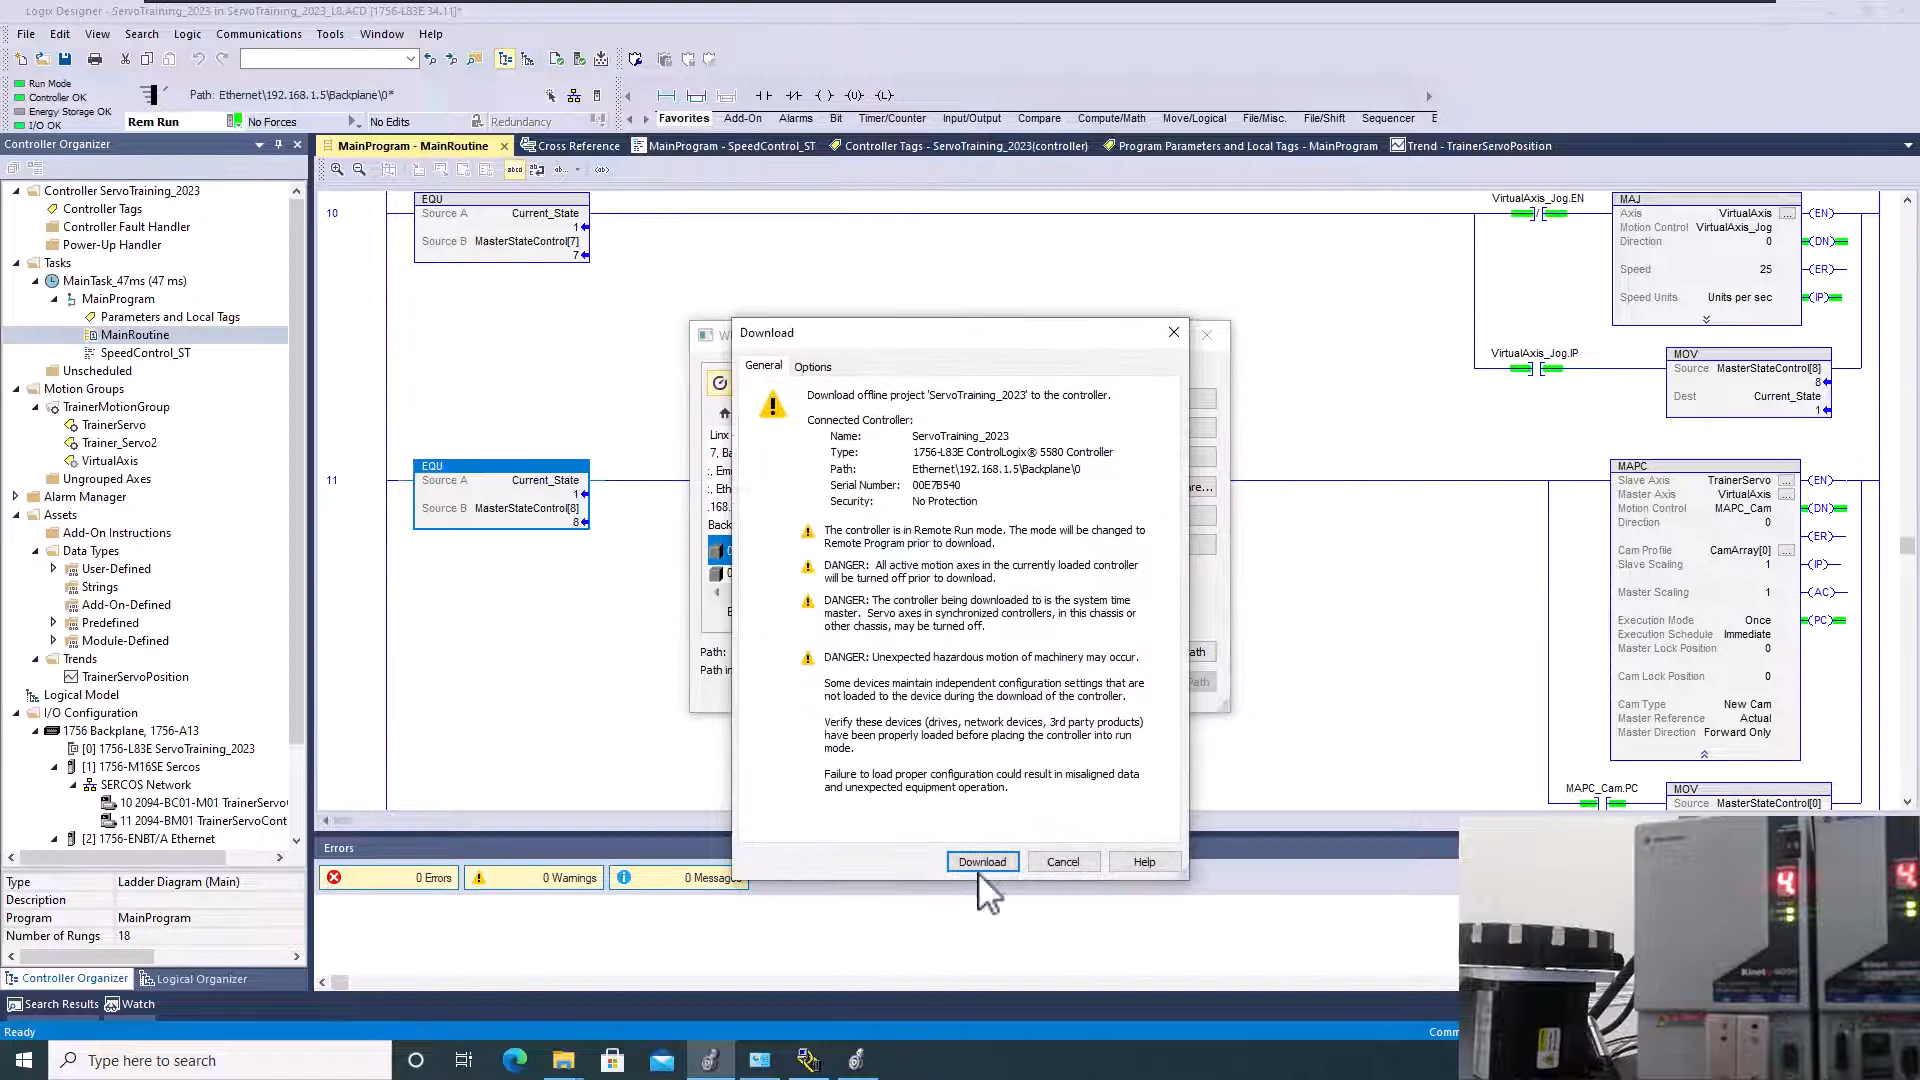 Logix Designer - ServoTraining_2023 in ServoTraining_2023_L8.ACD [1756-L83E 34.11]*
File Edit View Search Logic Communications Tools Window Help
Run Mode
Controller OK
Energy Storage OK
I/O OK
Path: Ethernet\192.168.1.5\Backplane\0*
Rem Run No Forces No Edits Redundancy
Favorites Add-On Alarms Bit Timer/Counter Input/Output Compare Compute/Math Move/Logical File/Misc. File/Shift Sequencer E
Controller Organizer
MainProgram - MainRoutine Cross Reference MainProgram - SpeedControl_ST Controller Tags - ServoTraining_2023(controller) Program Parameters and Local Tags - MainProgram Trend - TrainerServoPosition
Controller ServoTraining_2023
Controller Tags
Controller Fault Handler
Power-Up Handler
Tasks
MainTask_47ms (47 ms)
MainProgram
Parameters and Local Tags
MainRoutine
SpeedControl_ST
Unscheduled
Motion Groups
TrainerMotionGroup
TrainerServo
Trainer_Servo2
VirtualAxis
Ungrouped Axes
Alarm Manager
Assets
Add-On Instructions
Data Types
User-Defined
Strings
Add-On-Defined
Predefined
Module-Defined
Trends
TrainerServoPosition
Logical Model
I/O Configuration
1756 Backplane, 1756-A13
[0] 1756-L83E ServoTraining_2023
[1] 1756-M16SE Sercos
SERCOS Network
10 2094-BC01-M01 TrainerServo
11 2094-BM01 TrainerServoCont
[2] 1756-ENBT/A Ethernet
Type Ladder Diagram (Main)
Description
Program MainProgram
Number of Rungs 18
Controller Organizer Logical Organizer
Search Results Watch
Ready
Type here to search
10
EQU
Source A Current_State
1
Source B MasterStateControl[7]
7
VirtualAxis_Jog.EN
MAJ
Axis VirtualAxis ... (EN)
Motion Control VirtualAxis_Jog
Direction 0 (DN)
Speed 25 (ER)
Speed Units Units per sec (IP)
VirtualAxis_Jog.IP
MOV
Source MasterStateControl[8]
8
Dest Current_State
1
11
EQU
Source A Current_State
1
Source B MasterStateControl[8]
8
MAPC
Slave Axis TrainerServo ... (EN)
Master Axis VirtualAxis ...
Motion Control MAPC_Cam (DN)
Direction 0
(ER)
Cam Profile CamArray[0] ...
Slave Scaling 1 (IP)
Master Scaling 1 (AC)
Execution Mode Once (PC)
Execution Schedule Immediate
Master Lock Position 0
Cam Lock Position 0
Cam Type New Cam
Master Reference Actual
Master Direction Forward Only
MAPC_Cam.PC
MOV
Source MasterStateControl[0]
Download
General Options
Download offline project 'ServoTraining_2023' to the controller.
Connected Controller:
Name: ServoTraining_2023
Type: 1756-L83E ControlLogix® 5580 Controller
Path: Ethernet\192.168.1.5\Backplane\0
Serial Number: 00E7B540
Security: No Protection
The controller is in Remote Run mode. The mode will be changed to
Remote Program prior to download.
DANGER: All active motion axes in the currently loaded controller
will be turned off prior to download.
DANGER: The controller being downloaded to is the system time
master. Servo axes in synchronized controllers, in this chassis or
other chassis, may be turned off.
DANGER: Unexpected hazardous motion of machinery may occur.
Some devices maintain independent configuration settings that are
not loaded to the device during the download of the controller.
Verify these devices (drives, network devices, 3rd party products)
have been properly loaded before placing the controller into run
mode.
Failure to load proper configuration could result in misaligned data
and unexpected equipment operation.
Download Cancel Help
Path:
Errors
0 Errors 0 Warnings 0 Messages
4
4